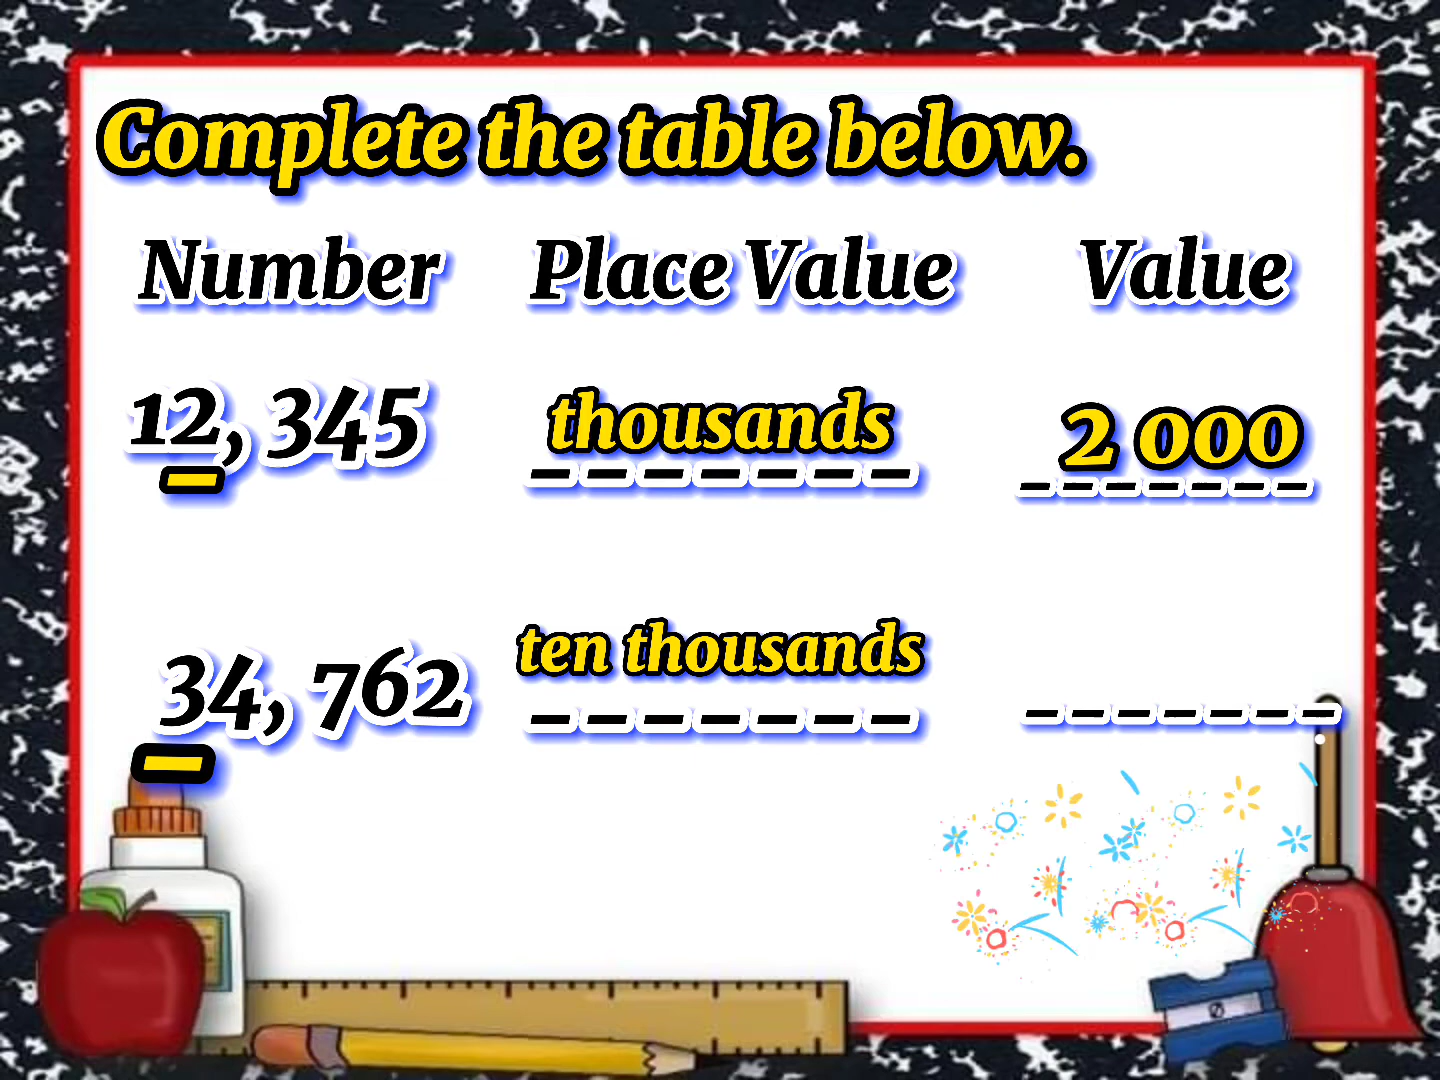 Complete the table below.
Number Place Value Value
12, 345 thousands 2 000
34, 762 ten thousands